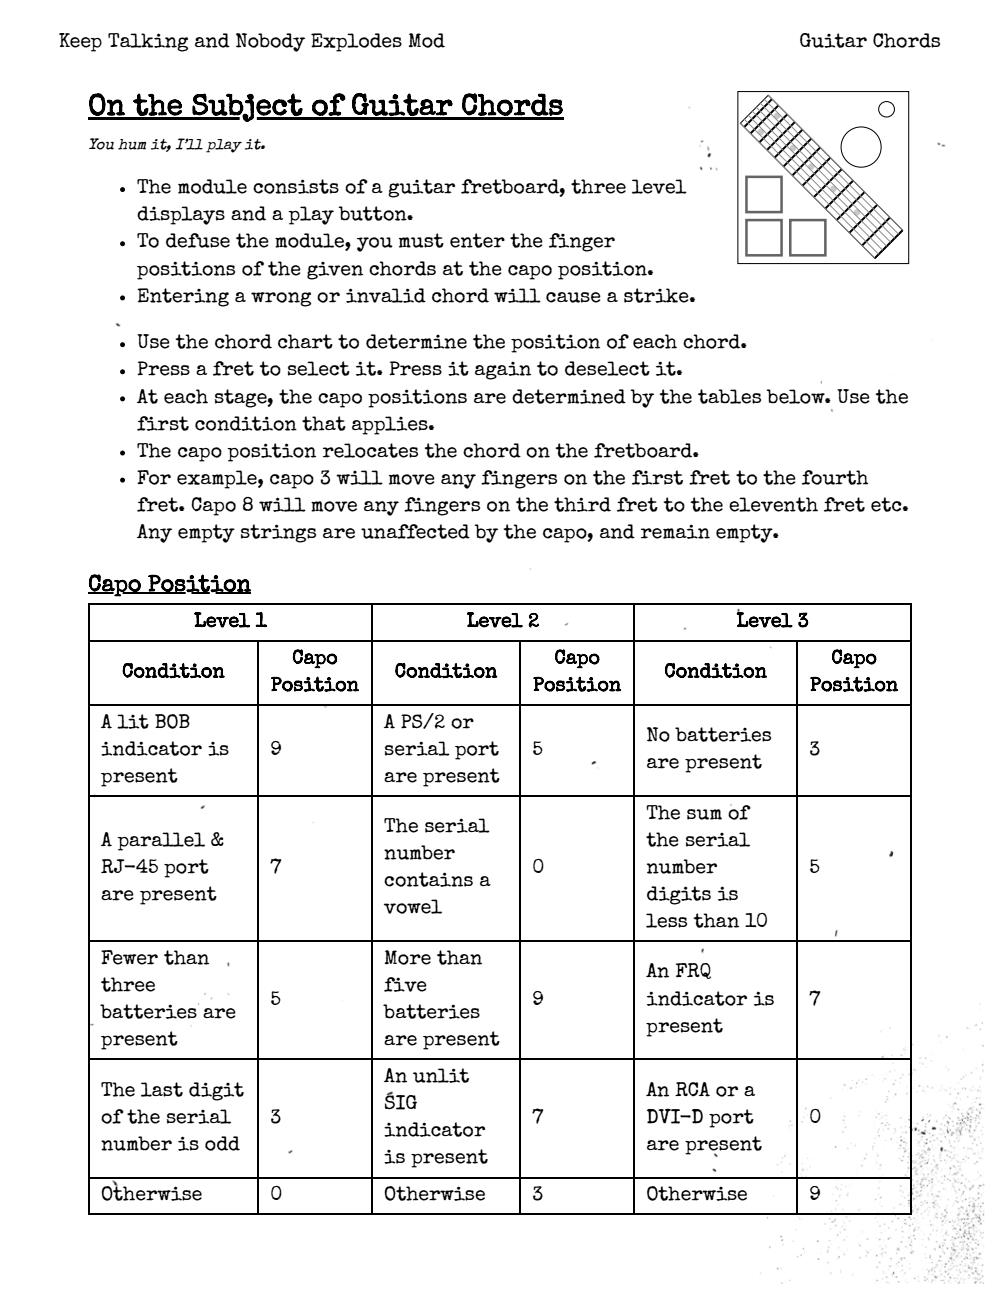 Keep Talking and Nobody Explodes Mod
Guitar Chords
On the Subject of Guitar Chords
You hum it, I'll play it.
• The module consists of a guitar fretboard, three level
displays and a play button.
• To defuse the module, you must enter the finger
positions of the given chords at the capo position.
• Entering a wrong or invalid chord will cause a strike.
• Use the chord chart to determine the position of each chord.
• Press a fret to select it. Press it again to deselect it.
• At each stage, the capo positions are determined by the tables below. Use the
first condition that applies.
• The capo position relocates the chord on the fretboard.
• For example, capo 3 will move any fingers on the first fret to the fourth
fret. Capo 8 will move any fingers on the third fret to the eleventh fret etc.
Any empty strings are unaffected by the capo, and remain empty.
Capo Position
Level 1
Level 2
Level 3
Condition
Capo
Position
Condition
Capo
Position
Condition
Capo
Position
A lit BOB
indicator is
present
9
A PS/2 or
serial port
are present
5
No batteries
are present
3
A parallel &
RJ-45 port
are present
7
The serial
number
contains a
vowel
0
The sum of
the serial
number
digits is
less than 10
5
Fewer than
three
batteries are
present
5
More than
five
batteries
are present
9
An FRQ
indicator is
present
7
The last digit
of the serial
number is odd
3
An unlit
SIG
indicator
is present
7
An RCA or a
DVI-D port
are present
0
Otherwise
0
Otherwise
3
Otherwise
9